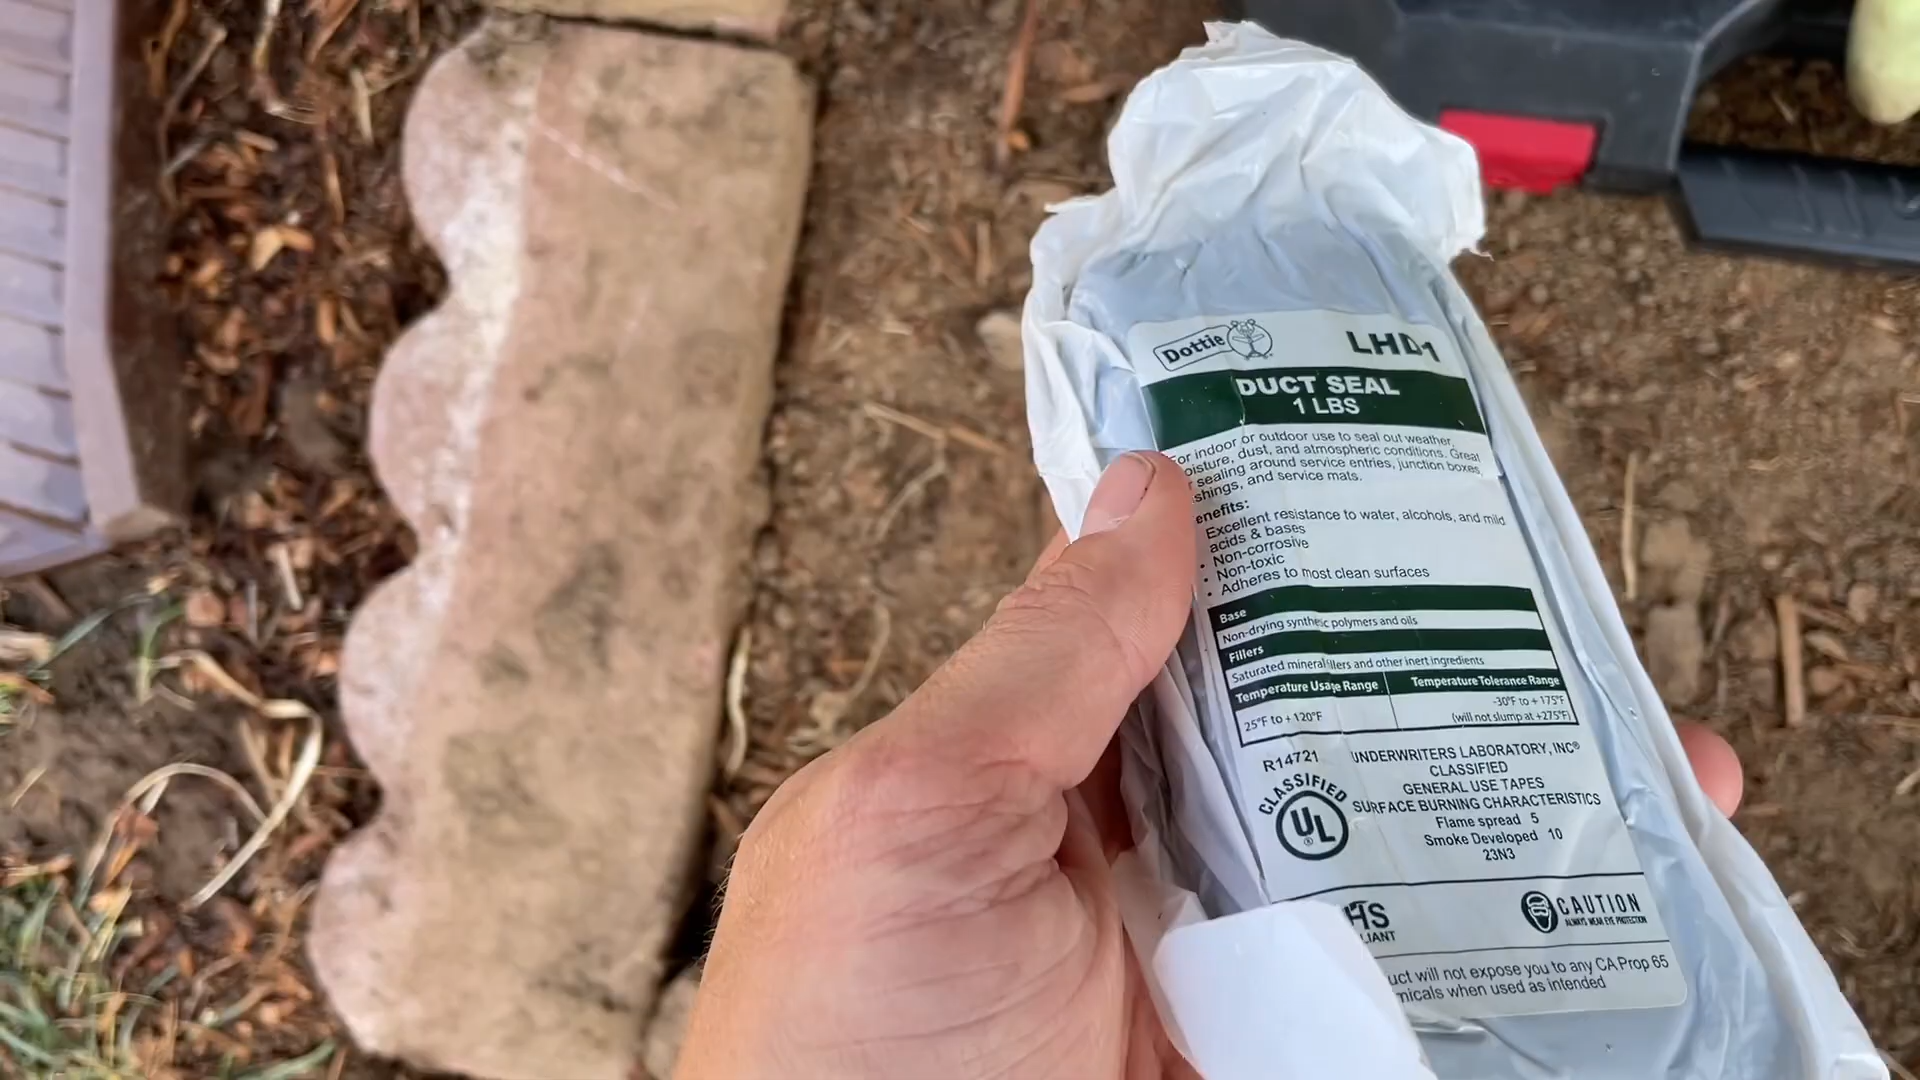 Dottie
LHD1
DUCT SEAL
1 LBS
or indoor or outdoor use to seal out weather,
oisture, dust, and atmospheric conditions. Great
r sealing around service entries, junction boxes
shings, and service mats.
enefits:
Excellent resistance to water, alcohols, and mild
acids & bases
• Non-corrosive
• Non-toxic
• Adheres to most clean surfaces
Base
Non-drying synthetic polymers and oils
Fillers
Saturated mineral fillers and other inert ingredients
Temperature Usage Range
Temperature Tolerance Range
25°F to +120°F
-30°F to +175°F
(will not slump at +275°F)
R14721
CLASSIFIED
UL
®
UNDERWRITERS LABORATORY, INC®
CLASSIFIED
GENERAL USE TAPES
SURFACE BURNING CHARACTERISTICS
Flame spread 5
Smoke Developed 10
23N3
HS
LIANT
CAUTION
ALWAYS WEAR EYE PROTECTION
uct will not expose you to any CA Prop 65
micals when used as intended